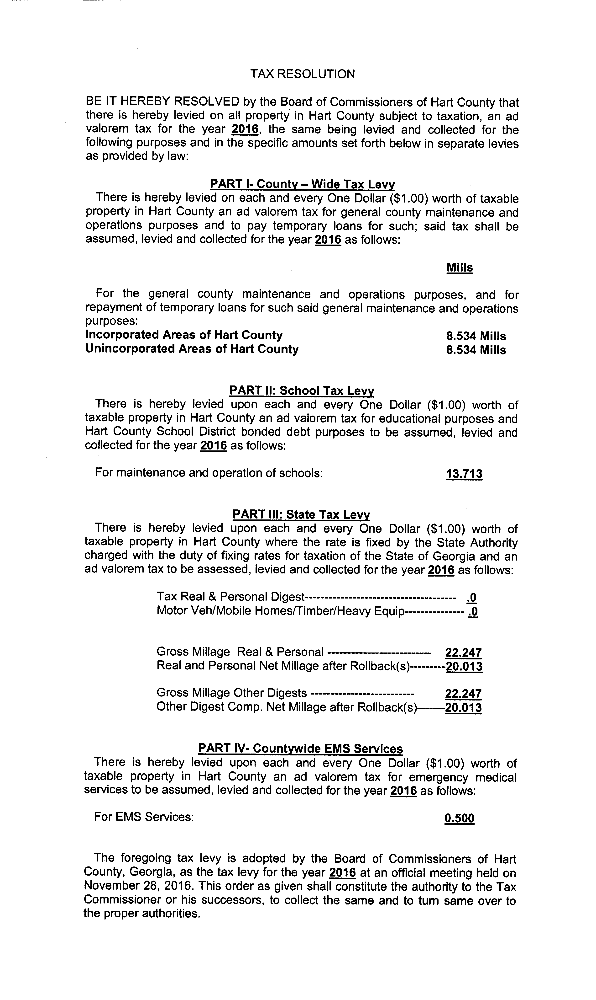 TAX RESOLUTION
BE IT HEREBY RESOLVED by the Board of Commissioners of Hart County that
there is hereby levied on all property in Hart County subject to taxation, an ad
valorem tax for the year 2016, the same being levied and collected for the
following purposes and in the specific amounts set forth below in separate levies
as provided by law:
PART I- County – Wide Tax Levy
There is hereby levied on each and every One Dollar ($1.00) worth of taxable
property in Hart County an ad valorem tax for general county maintenance and
operations purposes and to pay temporary loans for such; said tax shall be
assumed, levied and collected for the year 2016 as follows:
Mills
For the general county maintenance and operations purposes, and for
repayment of temporary loans for such said general maintenance and operations
purposes:
Incorporated Areas of Hart County 8.534 Mills
Unincorporated Areas of Hart County 8.534 Mills
PART II: School Tax Levy
There is hereby levied upon each and every One Dollar ($1.00) worth of
taxable property in Hart County an ad valorem tax for educational purposes and
Hart County School District bonded debt purposes to be assumed, levied and
collected for the year 2016 as follows:
For maintenance and operation of schools: 13.713
PART III: State Tax Levy
There is hereby levied upon each and every One Dollar ($1.00) worth of
taxable property in Hart County where the rate is fixed by the State Authority
charged with the duty of fixing rates for taxation of the State of Georgia and an
ad valorem tax to be assessed, levied and collected for the year 2016 as follows:
Tax Real & Personal Digest-------------------------------------- .0
Motor Veh/Mobile Homes/Timber/Heavy Equip--------------- .0
Gross Millage Real & Personal -------------------------- 22.247
Real and Personal Net Millage after Rollback(s)---------20.013
Gross Millage Other Digests -------------------------- 22.247
Other Digest Comp. Net Millage after Rollback(s)-------20.013
PART IV- Countywide EMS Services
There is hereby levied upon each and every One Dollar ($1.00) worth of
taxable property in Hart County an ad valorem tax for emergency medical
services to be assumed, levied and collected for the year 2016 as follows:
For EMS Services: 0.500
The foregoing tax levy is adopted by the Board of Commissioners of Hart
County, Georgia, as the tax levy for the year 2016 at an official meeting held on
November 28, 2016. This order as given shall constitute the authority to the Tax
Commissioner or his successors, to collect the same and to turn same over to
the proper authorities.